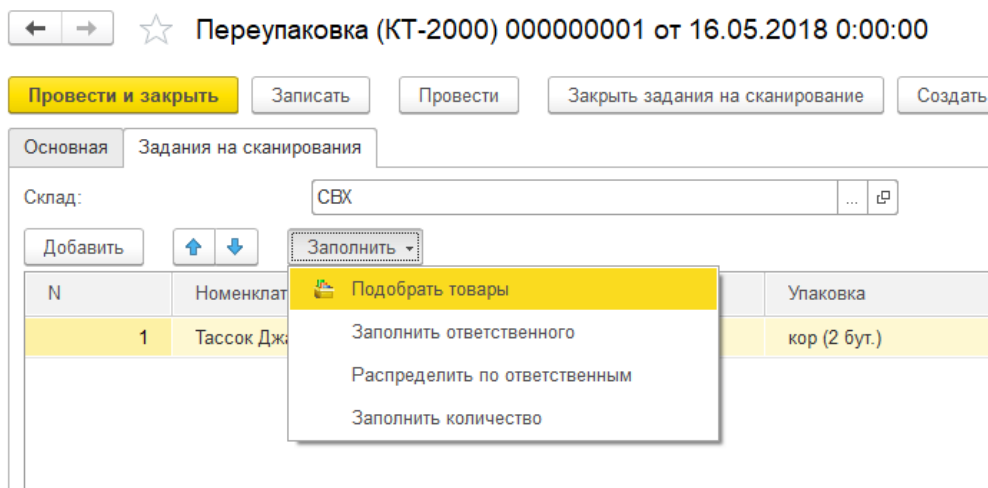 Переупаковка (КТ-2000) 000000001 от 16.05.2018 0:00:00
Провести и закрыть Записать Провести Закрыть задания на сканирование Создать
Основная Задания на сканирования
Склад: СВХ ...
Добавить Заполнить
N Номенклат Упаковка
Подобрать товары
1 Тассок Джа кор (2 бут.)
Заполнить ответственного
Распределить по ответственным
Заполнить количество